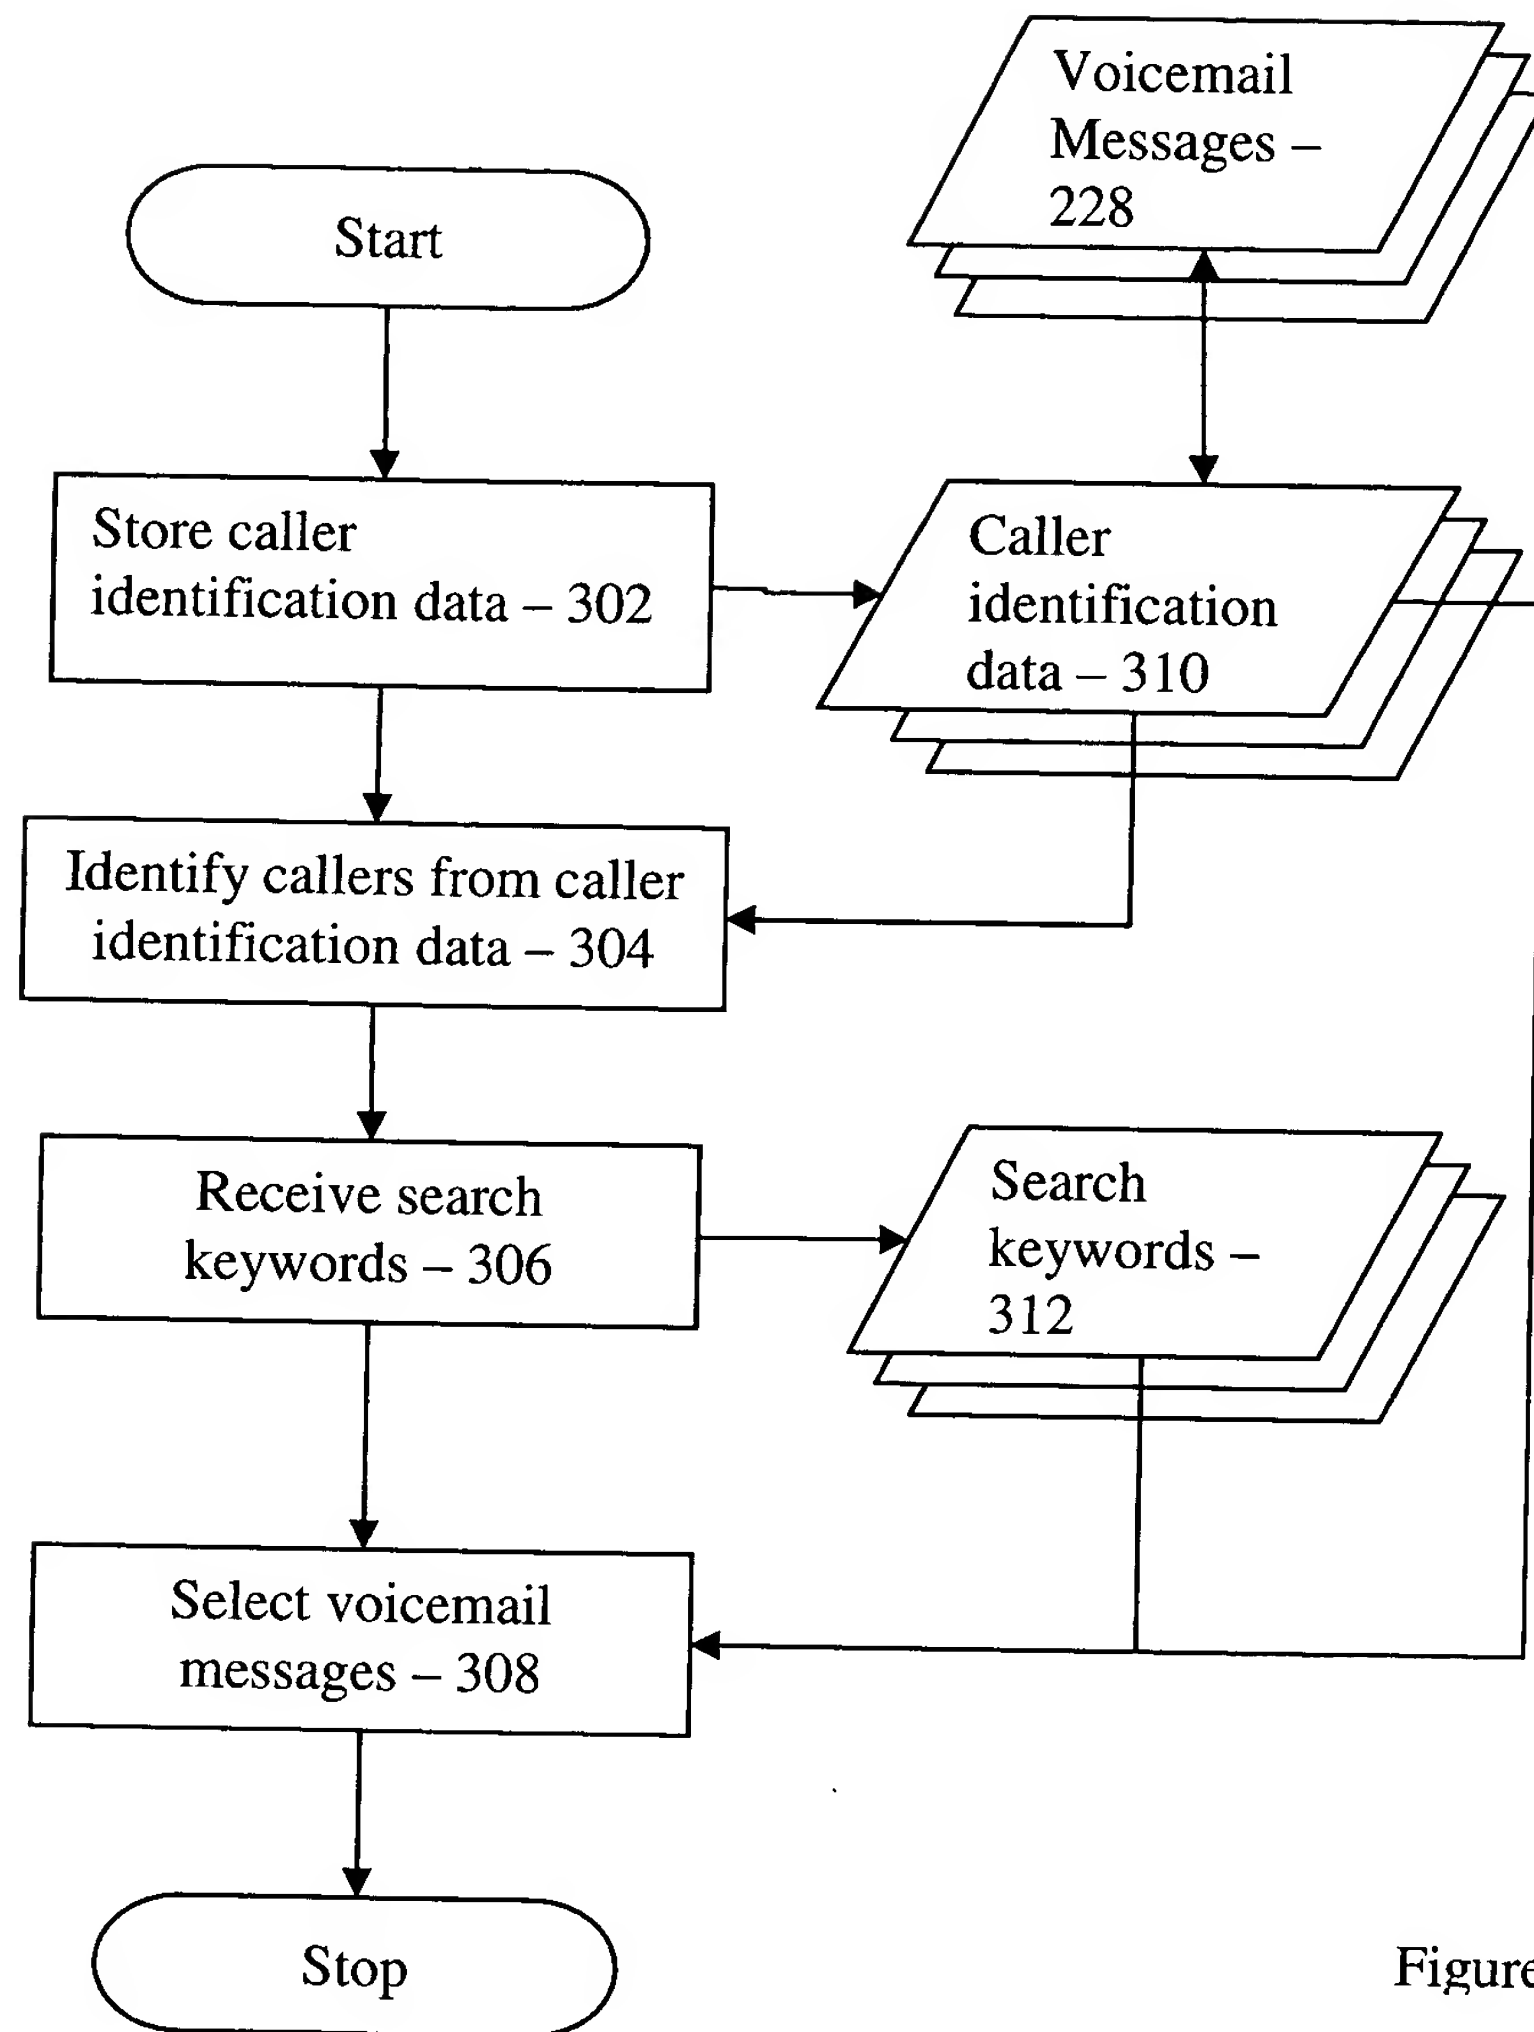 Voicemail
Messages –
228
Start
Store caller
identification data – 302
Caller
identification
data – 310
Identify callers from caller
identification data – 304
Receive search
keywords – 306
Search
keywords –
312
Select voicemail
messages – 308
Stop
Figure